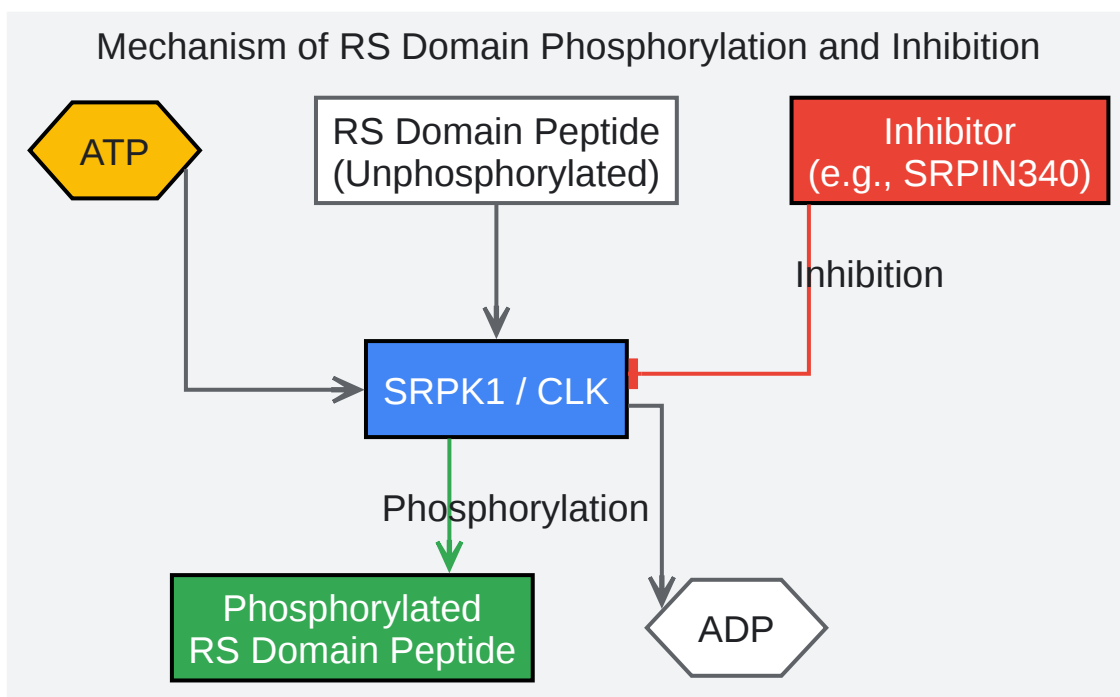 Mechanism of RS Domain Phosphorylation and Inhibition
ATP
RS Domain Peptide
(Unphosphorylated)
Inhibitor
(e.g., SRPIN340)
Inhibition
SRPK1 / CLK
Phosphorylation
Phosphorylated
RS Domain Peptide
ADP